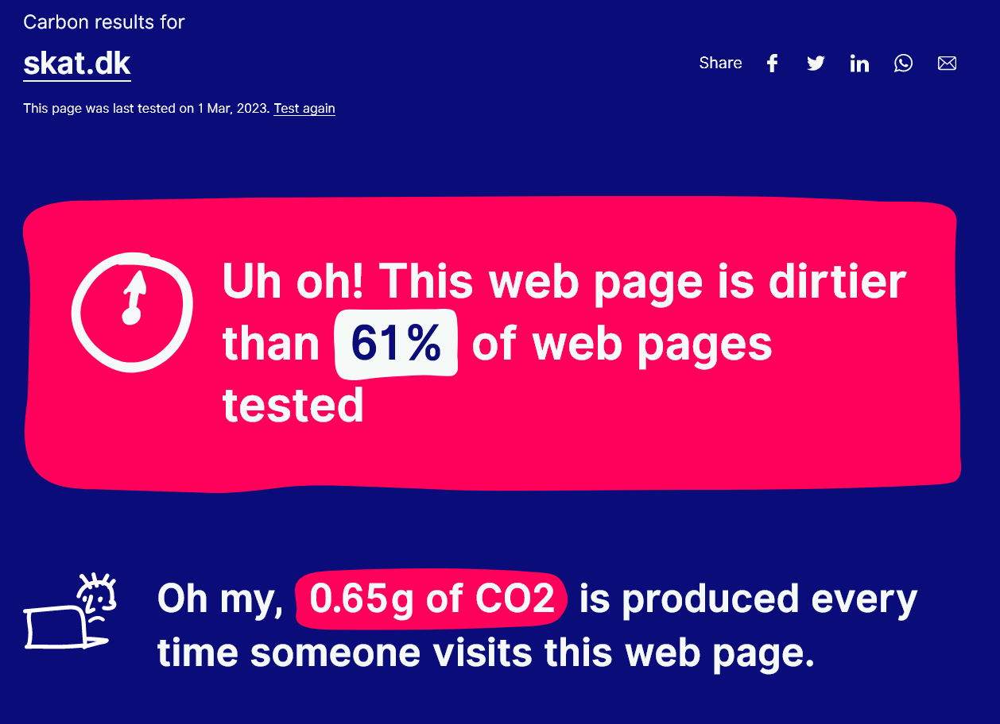 Carbon results for
skat.dk
Share
This page was last tested on 1 Mar, 2023. Test again
Uh oh! This web page is dirtier
than 61% of web pages
tested
Oh my, 0.65g of CO2 is produced every
time someone visits this web page.